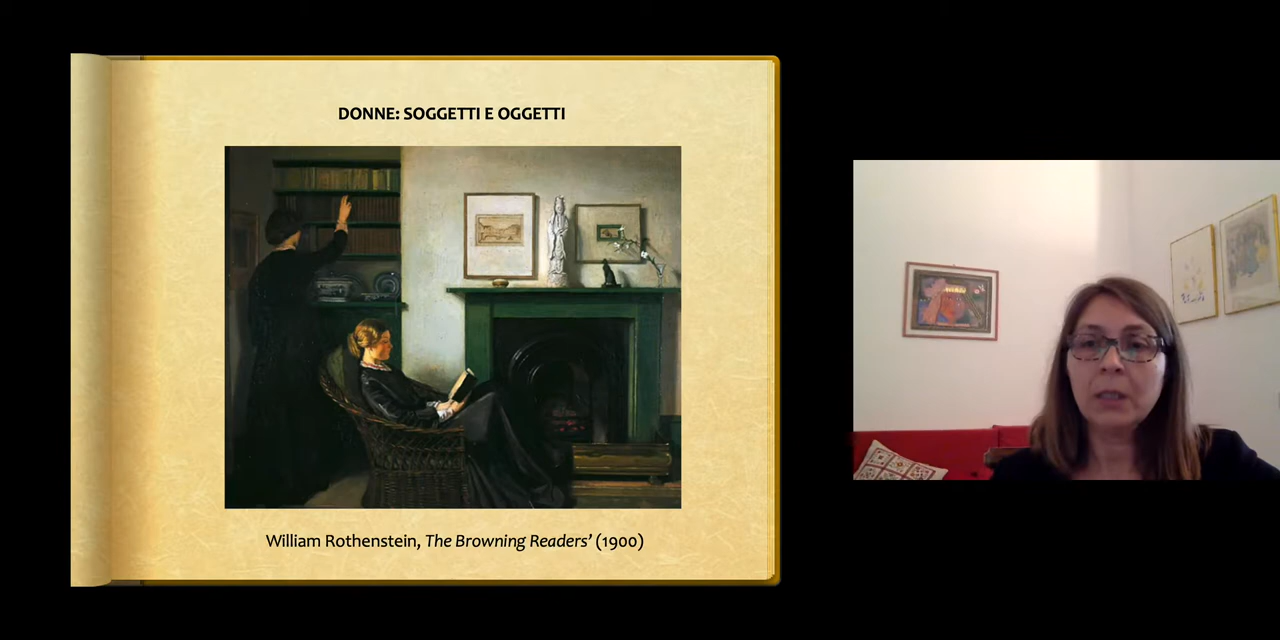 DONNE: SOGGETTI E OGGETTI
William Rothenstein, The Browning Readers’ (1900)